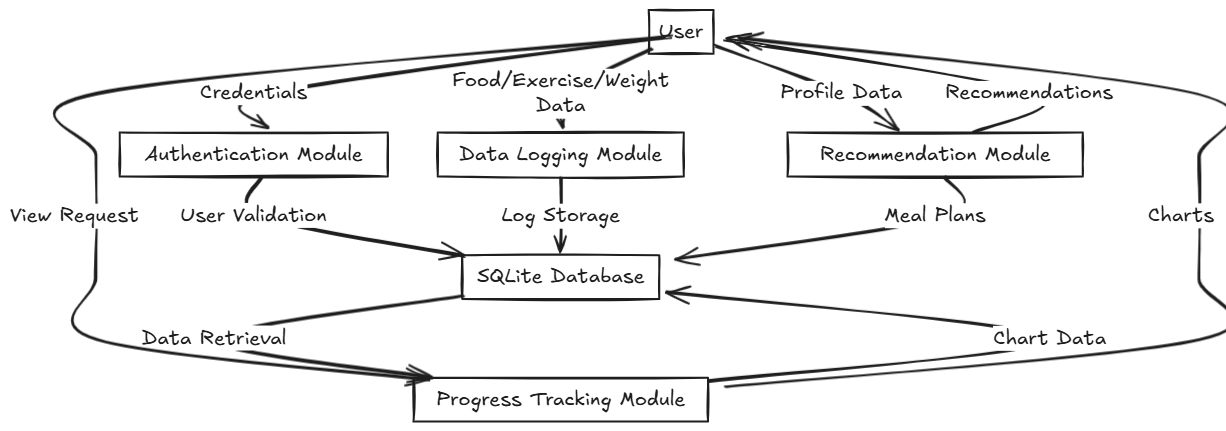 User
Credentials
Food/Exercise/Weight
Data
Profile Data
Recommendations
Authentication Module
Data Logging Module
Recommendation Module
View Request
User Validation
Log Storage
Meal Plans
Charts
SQLite Database
Data Retrieval
Chart Data
Progress Tracking Module